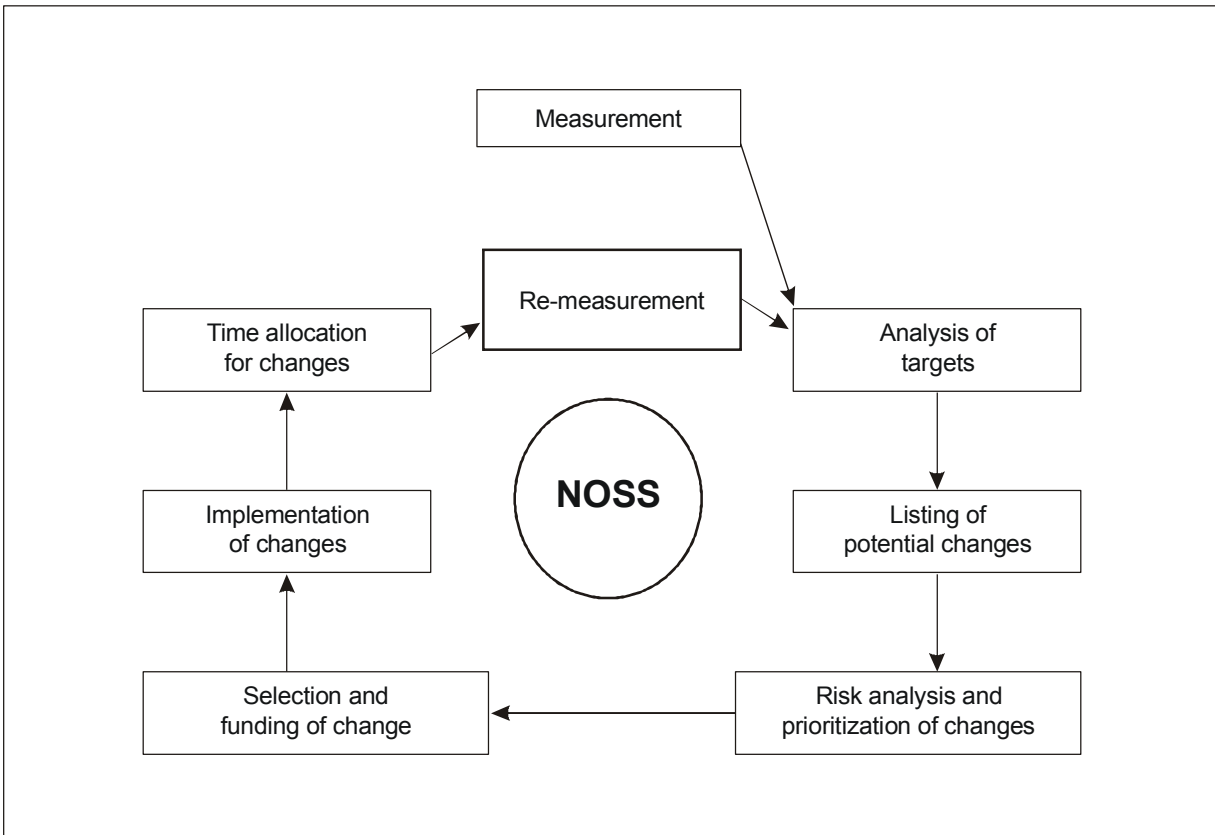 Measurement
Re-measurement
Time allocation
for changes
Analysis of
targets
NOSS
Implementation
of changes
Listing of
potential changes
Selection and
funding of change
Risk analysis and
prioritization of changes